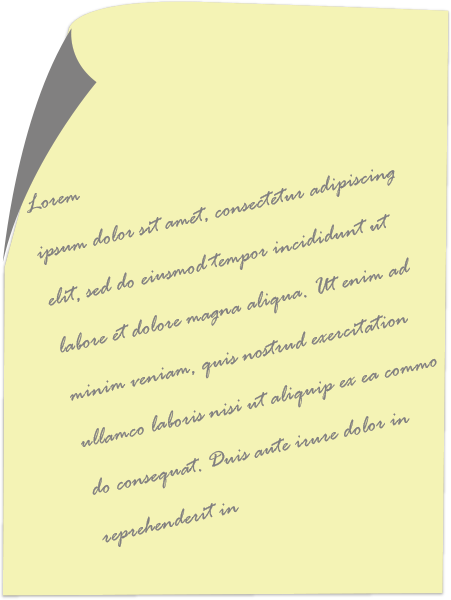 Lorem
ipsum dolor sit amet, consectetur adipiscing
elit, sed do eiusmod tempor incididunt ut
labore et dolore magna aliqua. Ut enim ad
minim veniam, quis nostrud exercitation
ullamco laboris nisi ut aliquip ex ea commo
do consequat. Duis aute irure dolor in
reprehenderit in